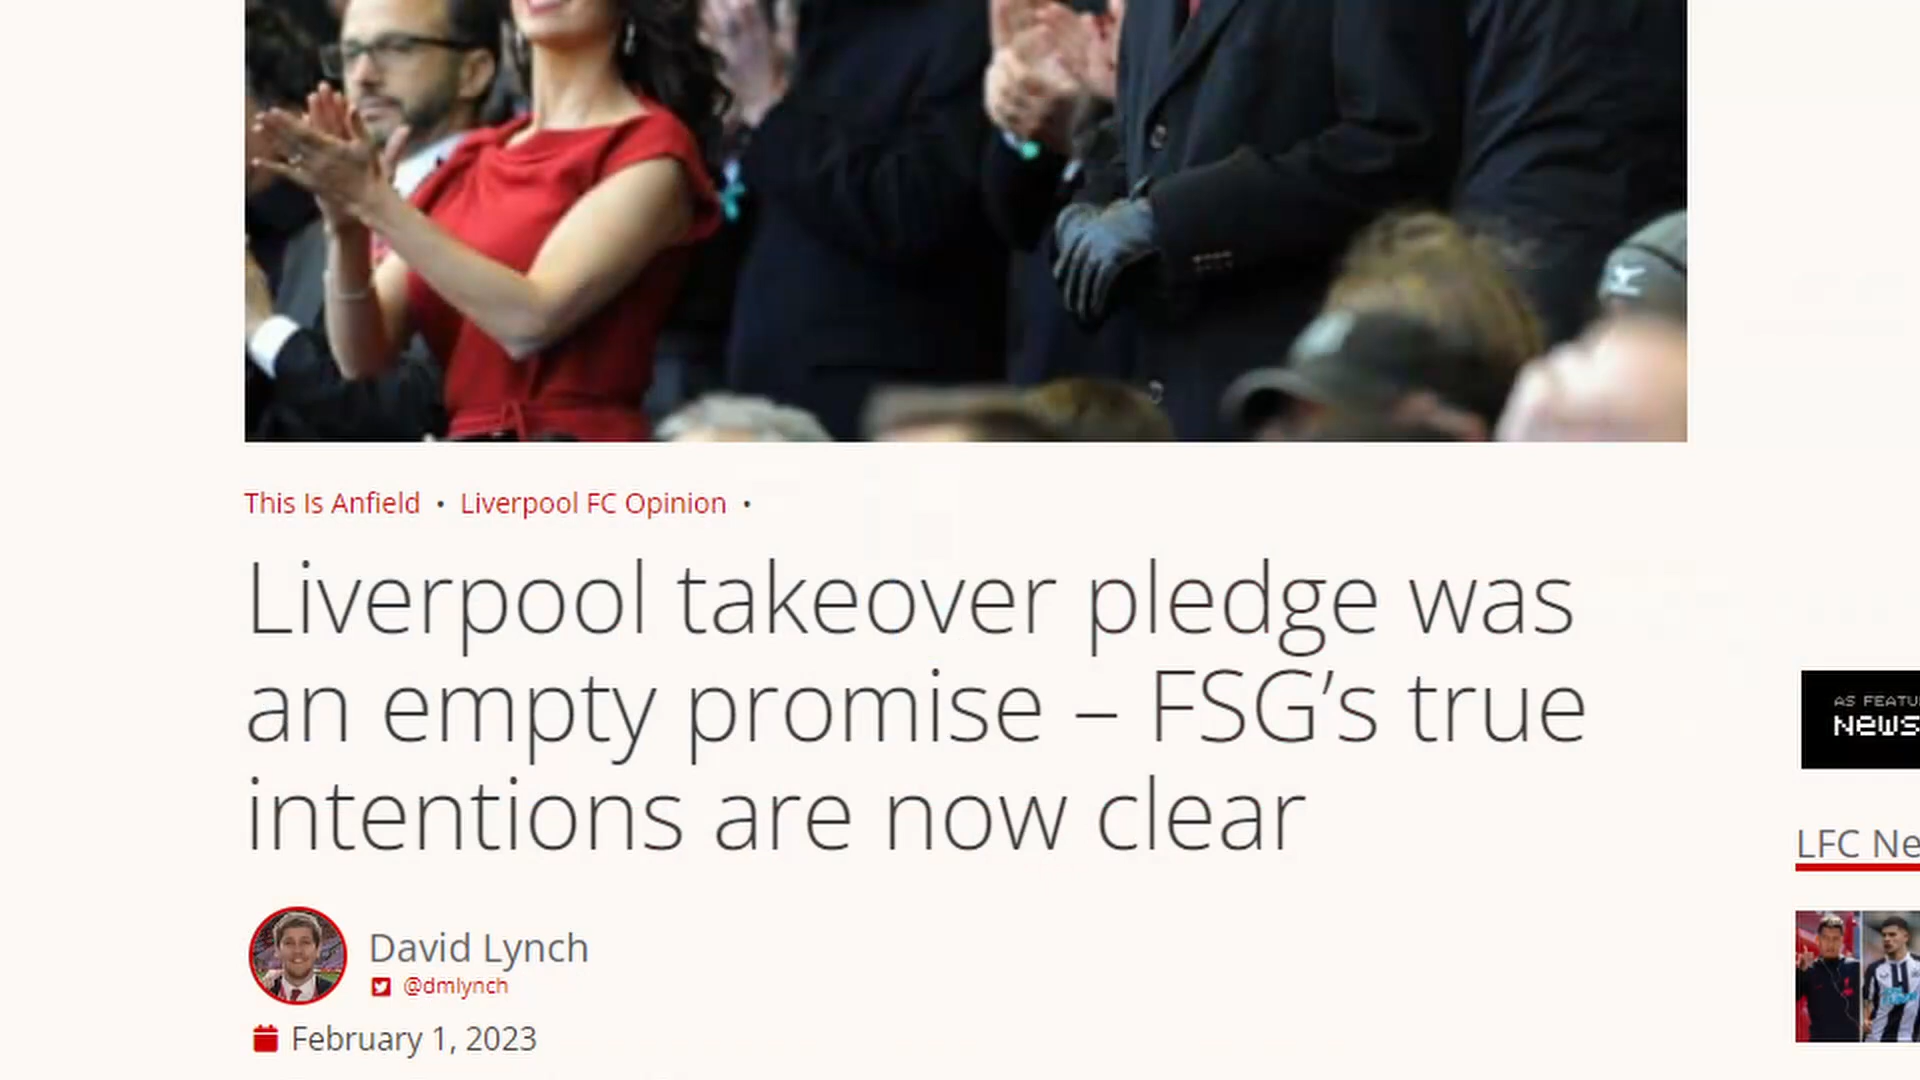 This Is Anfield • Liverpool FC Opinion •
Liverpool takeover pledge was
an empty promise – FSG’s true
intentions are now clear
David Lynch
@dmlynch
February 1, 2023
NEWS
LFC